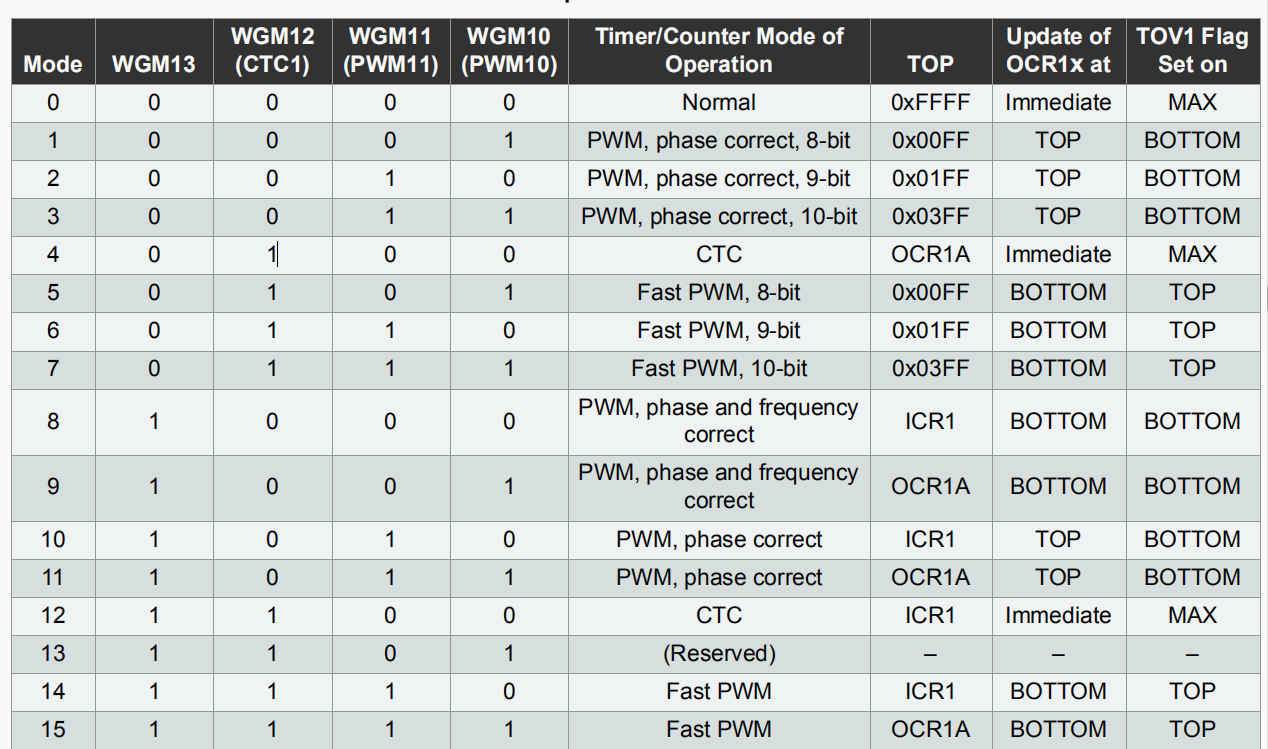 Mode WGM13 WGM12 (CTC1) WGM11 (PWM11) WGM10 (PWM10) Timer/Counter Mode of Operation TOP Update of OCR1x at TOV1 Flag Set on
0 0 0 0 0 Normal 0xFFFF Immediate MAX
1 0 0 0 1 PWM, phase correct, 8-bit 0x00FF TOP BOTTOM
2 0 0 1 0 PWM, phase correct, 9-bit 0x01FF TOP BOTTOM
3 0 0 1 1 PWM, phase correct, 10-bit 0x03FF TOP BOTTOM
4 0 1 0 0 CTC OCR1A Immediate MAX
5 0 1 0 1 Fast PWM, 8-bit 0x00FF BOTTOM TOP
6 0 1 1 0 Fast PWM, 9-bit 0x01FF BOTTOM TOP
7 0 1 1 1 Fast PWM, 10-bit 0x03FF BOTTOM TOP
8 1 0 0 0 PWM, phase and frequency correct ICR1 BOTTOM BOTTOM
9 1 0 0 1 PWM, phase and frequency correct OCR1A BOTTOM BOTTOM
10 1 0 1 0 PWM, phase correct ICR1 TOP BOTTOM
11 1 0 1 1 PWM, phase correct OCR1A TOP BOTTOM
12 1 1 0 0 CTC ICR1 Immediate MAX
13 1 1 0 1 (Reserved) – – –
14 1 1 1 0 Fast PWM ICR1 BOTTOM TOP
15 1 1 1 1 Fast PWM OCR1A BOTTOM TOP